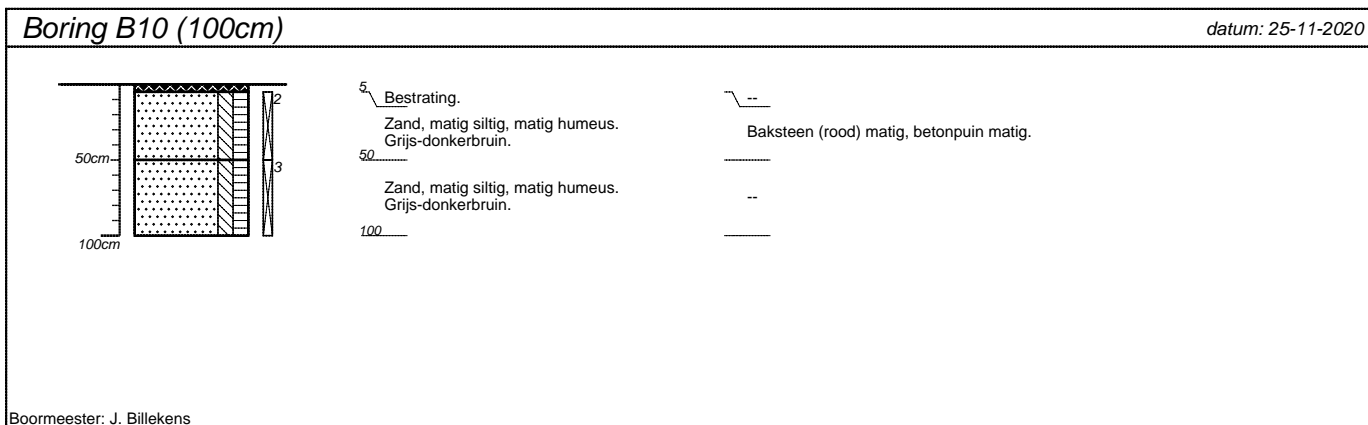 Boring B10 (100cm)
datum: 25-11-2020
5
Bestrating.
--
2
Zand, matig siltig, matig humeus.
Grijs-donkerbruin.
Baksteen (rood) matig, betonpuin matig.
50cm
50
3
Zand, matig siltig, matig humeus.
Grijs-donkerbruin.
--
100cm
100
Boormeester: J. Billekens